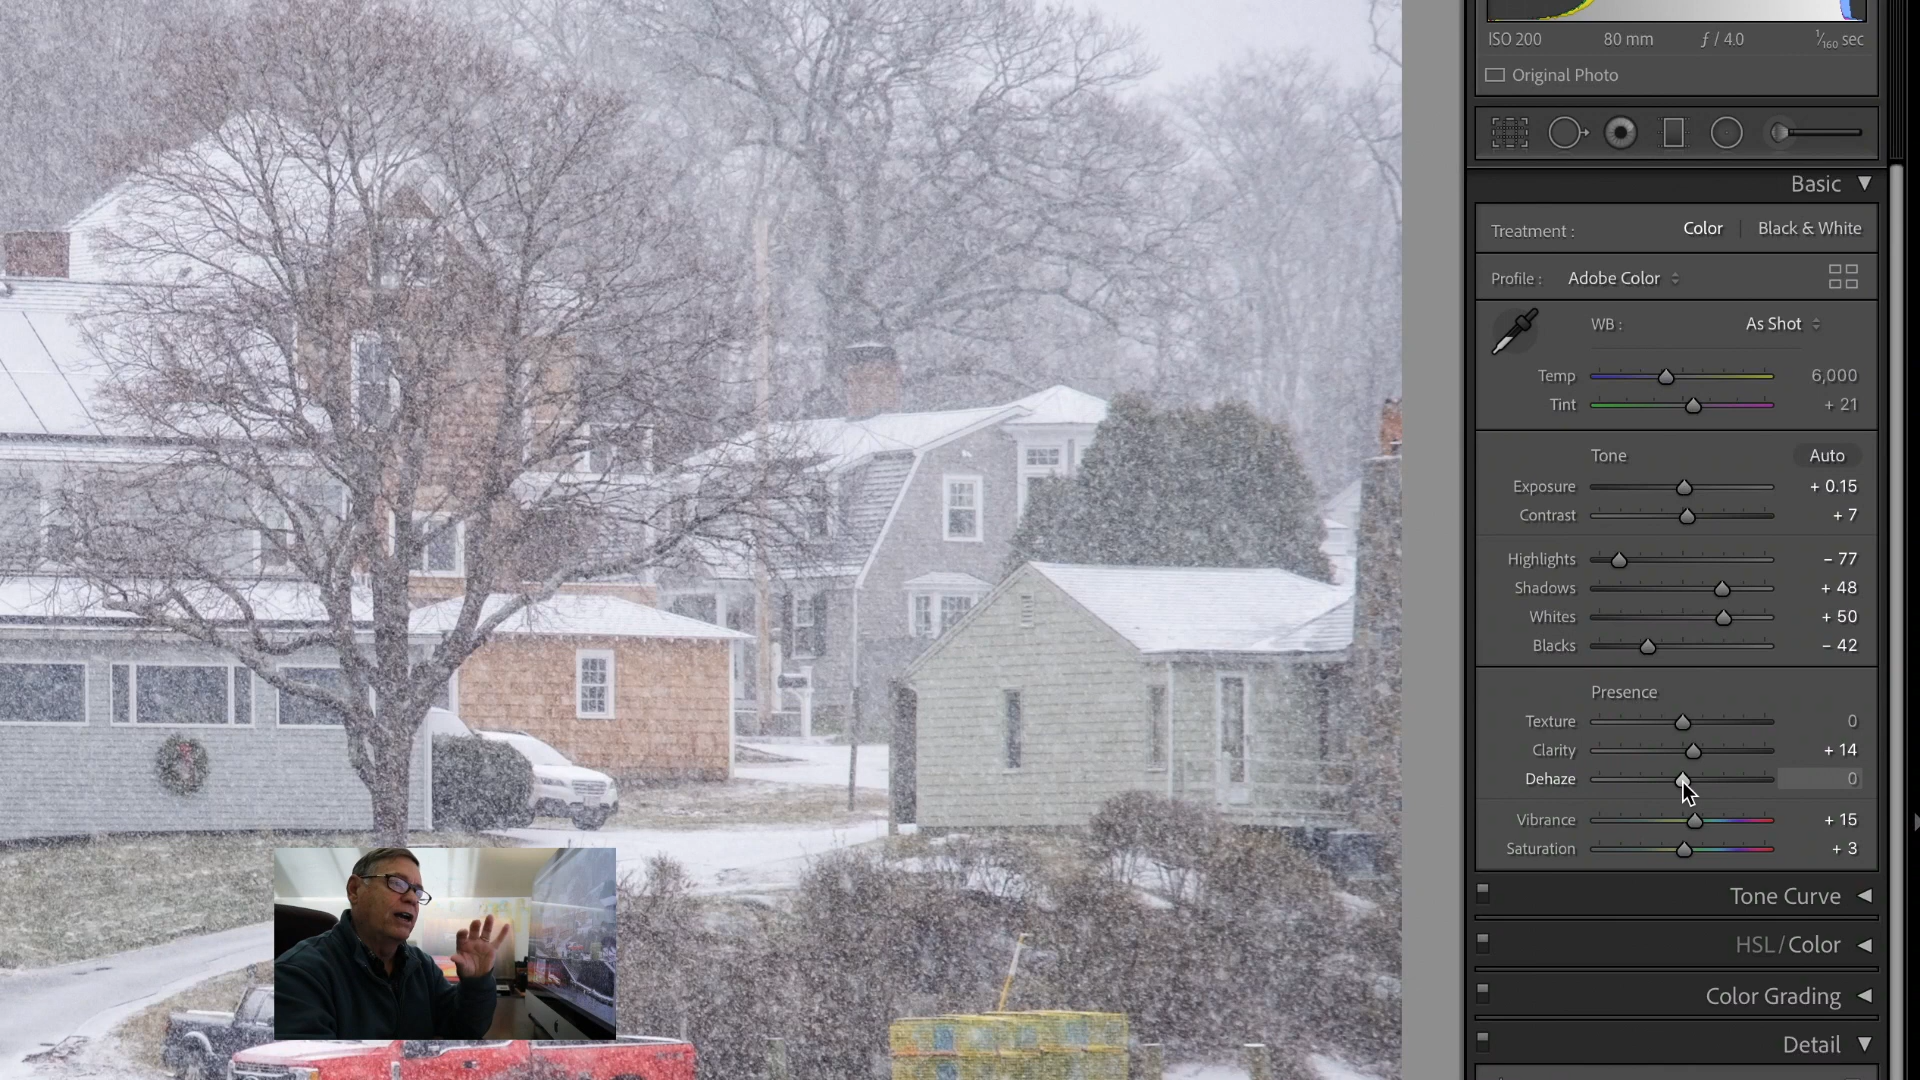 ISO 200 80 mm ƒ / 4.0 1/160 sec
Original Photo
Basic
Treatment : Color Black & White
Profile : Adobe Color
WB : As Shot
Temp 6,000
Tint + 21
Tone Auto
Exposure + 0.15
Contrast + 7
Highlights – 77
Shadows + 48
Whites + 50
Blacks – 42
Presence
Texture 0
Clarity + 14
Dehaze 0
Vibrance + 15
Saturation + 3
Tone Curve
HSL / Color
Color Grading
Detail